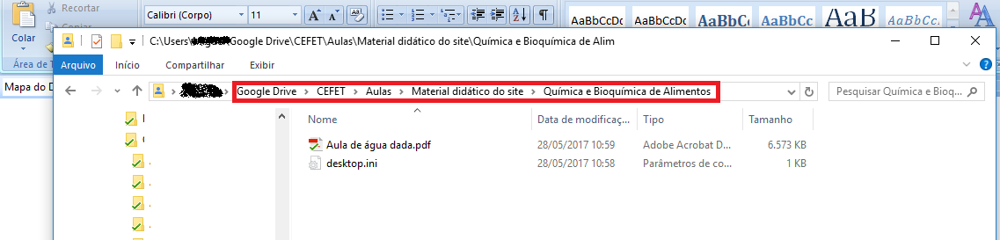 Recortar
Calibri (Corpo) 11 AaBbCcDc AaBbCcDc AaBbCc AaBbCc AaB AaBbCc. AaBbCcDc
Colar Copiar
C:\Users\ Google Drive\CEFET\Aulas\Material didático do site\Química e Bioquímica de Alim
Área de T
Arquivo Início Compartilhar Exibir
Mapa do D
Google Drive > CEFET > Aulas > Material didático do site > Química e Bioquímica de Alimentos Pesquisar Química e Bioq...
Nome Data de modificaç... Tipo Tamanho
Aula de água dada.pdf 28/05/2017 10:59 Adobe Acrobat D... 6.573 KB
desktop.ini 28/05/2017 10:58 Parâmetros de co... 1 KB